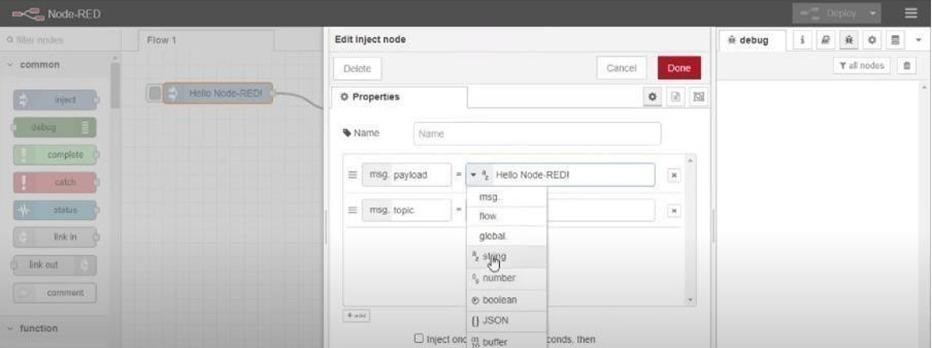 Node-RED
Deploy
filter nodes
Flow 1
Edit inject node
debug
i
common
Delete
Cancel
Done
all nodes
inject
Hello Node-RED!
Properties
debug
complete
Name
Name
catch
msg. payload
=
Hello Node-RED!
msg.
status
msg. topic
=
flow.
link in
global.
string
link out
number
comment
boolean
+ add
{} JSON
function
Inject once
buffer
conds, then